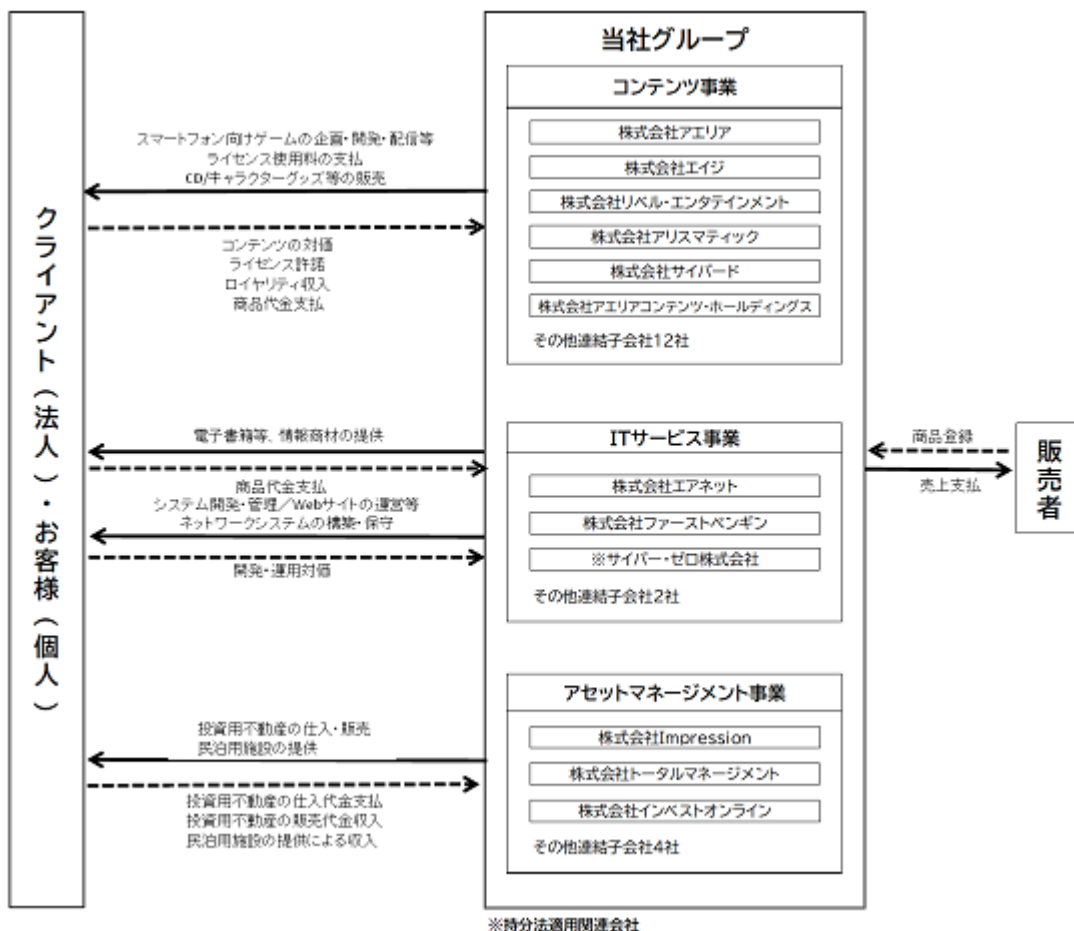 当社グループ
コンテンツ事業
株式会社アエリア
株式会社エイジ
株式会社リベル・エンタテインメント
株式会社アリスマティック
株式会社サイバード
株式会社アエリアコンテンツ・ホールディングス
その他連結子会社12社
スマートフォン向けゲームの企画・開発・配信等
ライセンス使用料の支払
CD/キャラクターグッズ等の販売
コンテンツの対価
ライセンス許諾
ロイヤリティ収入
商品代金支払
クライアント(法人)・お客様(個人)
電子書籍等、情報商材の提供
商品代金支払
システム開発・管理/Webサイトの運営等
ネットワークシステムの構築・保守
開発・運用対価
ITサービス事業
株式会社エアネット
株式会社ファーストペンギン
※サイバー・ゼロ株式会社
その他連結子会社2社
商品登録
売上支払
販売者
アセットマネージメント事業
株式会社Impression
株式会社トータルマネージメント
株式会社インベストオンライン
その他連結子会社4社
投資用不動産の仕入・販売
民泊用施設の提供
投資用不動産の仕入代金支払
投資用不動産の販売代金収入
民泊用施設の提供による収入
※持分法適用関連会社